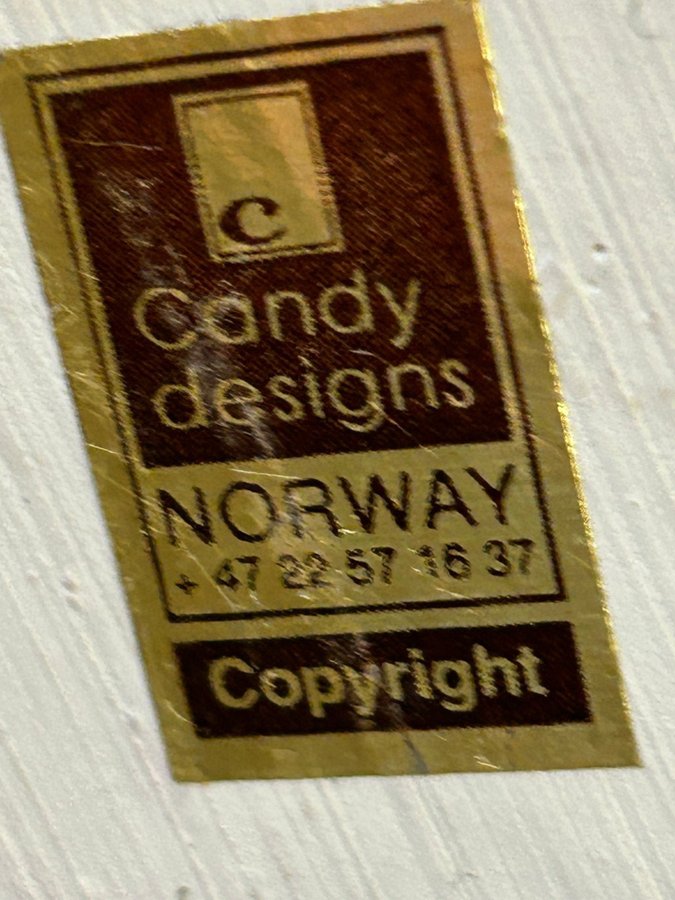 c
Candy
designs
NORWAY
+ 47 22 57 16 37
Copyright